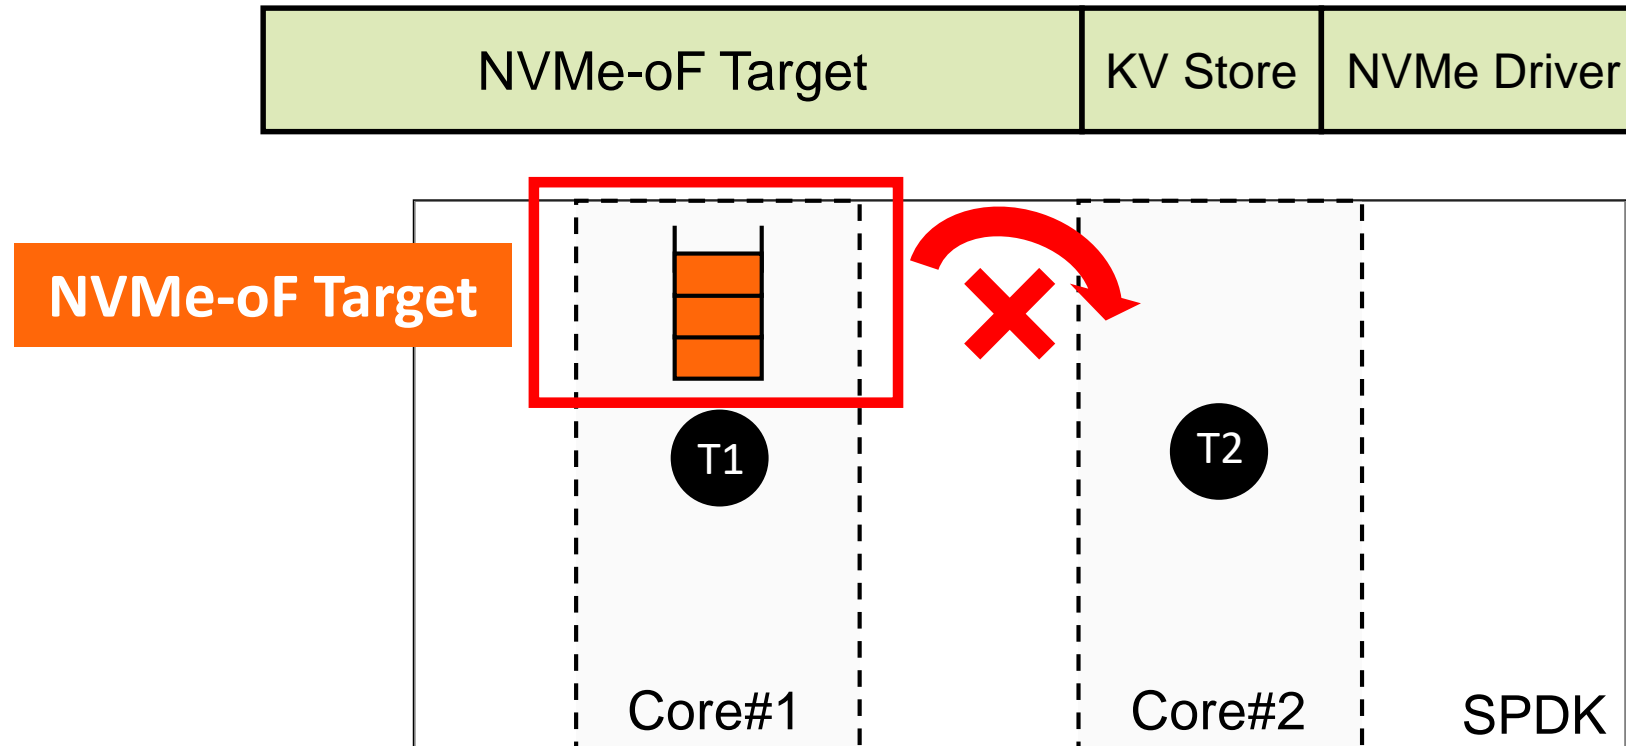 NVMe-oF Target
KV Store
NVMe Driver
NVMe-oF Target
T1
T2
Core#1
Core#2
SPDK